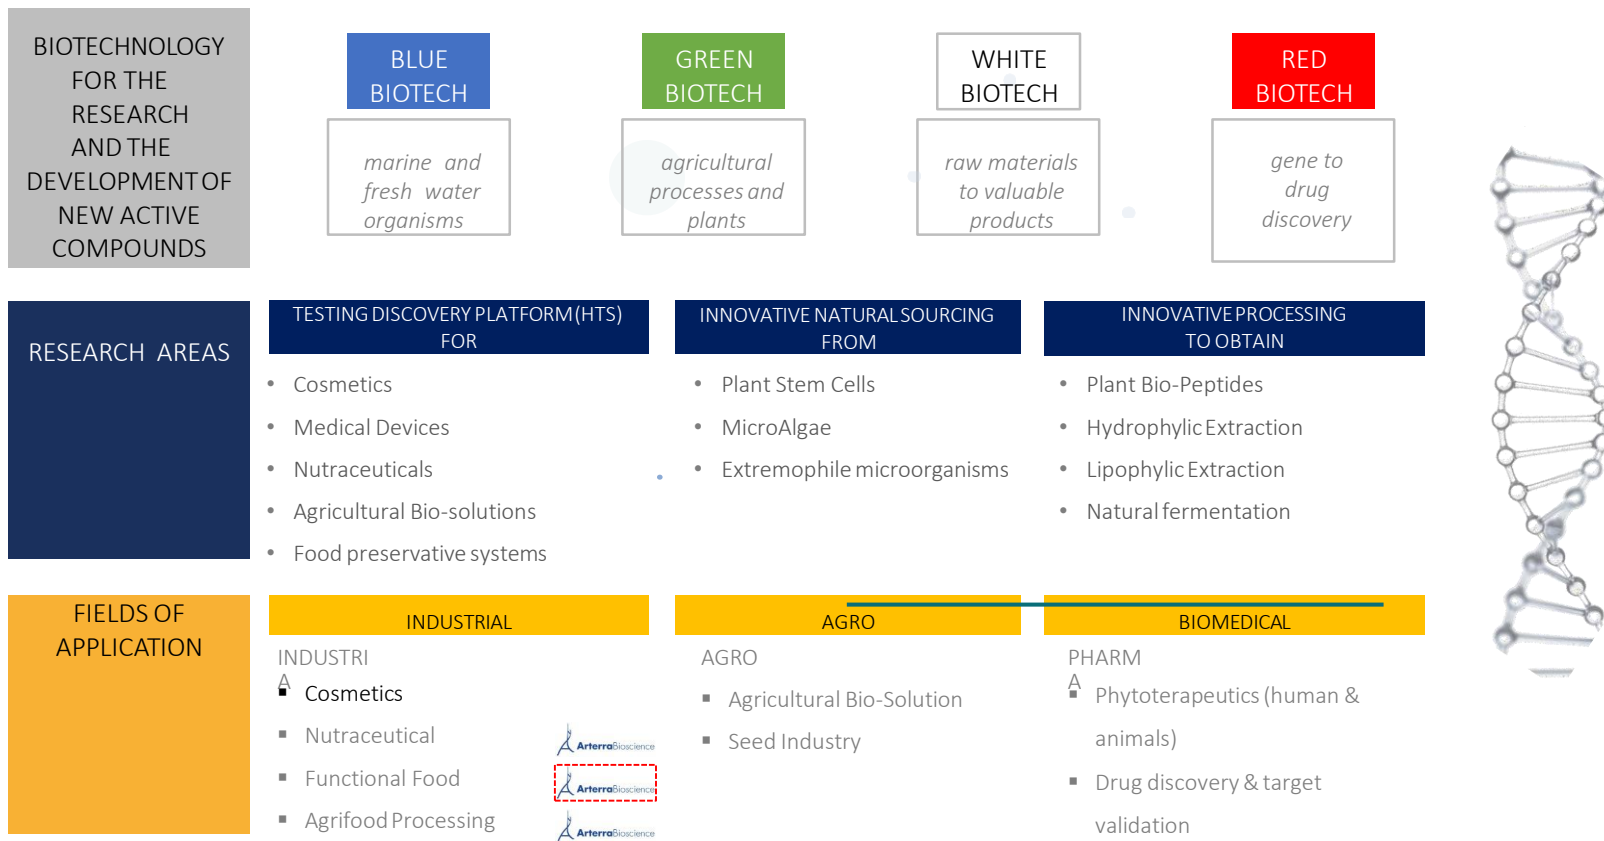 BIOTECHNOLOGY
FOR THE
RESEARCH
AND THE
DEVELOPMENT OF
NEW ACTIVE
COMPOUNDS
BLUE
BIOTECH
marine and
fresh water
organisms
GREEN
BIOTECH
agricultural
processes and
plants
WHITE
BIOTECH
raw materials
to valuable
products
RED
BIOTECH
gene to
drug
discovery
RESEARCH AREAS
TESTING DISCOVERY PLATFORM (HTS)
FOR
• Cosmetics
• Medical Devices
• Nutraceuticals
• Agricultural Bio-solutions
• Food preservative systems
INNOVATIVE NATURAL SOURCING
FROM
• Plant Stem Cells
• MicroAlgae
• Extremophile microorganisms
INNOVATIVE PROCESSING
TO OBTAIN
• Plant Bio-Peptides
• Hydrophylic Extraction
• Lipophylic Extraction
• Natural fermentation
FIELDS OF
APPLICATION
INDUSTRIAL
INDUSTRI
A
▪ Cosmetics
▪ Nutraceutical
▪ Functional Food
▪ Agrifood Processing
ArterraBioscience
ArterraBioscience
ArterraBioscience
AGRO
AGRO
▪ Agricultural Bio-Solution
▪ Seed Industry
BIOMEDICAL
PHARM
A
▪ Phytoterapeutics (human &
animals)
▪ Drug discovery & target
validation